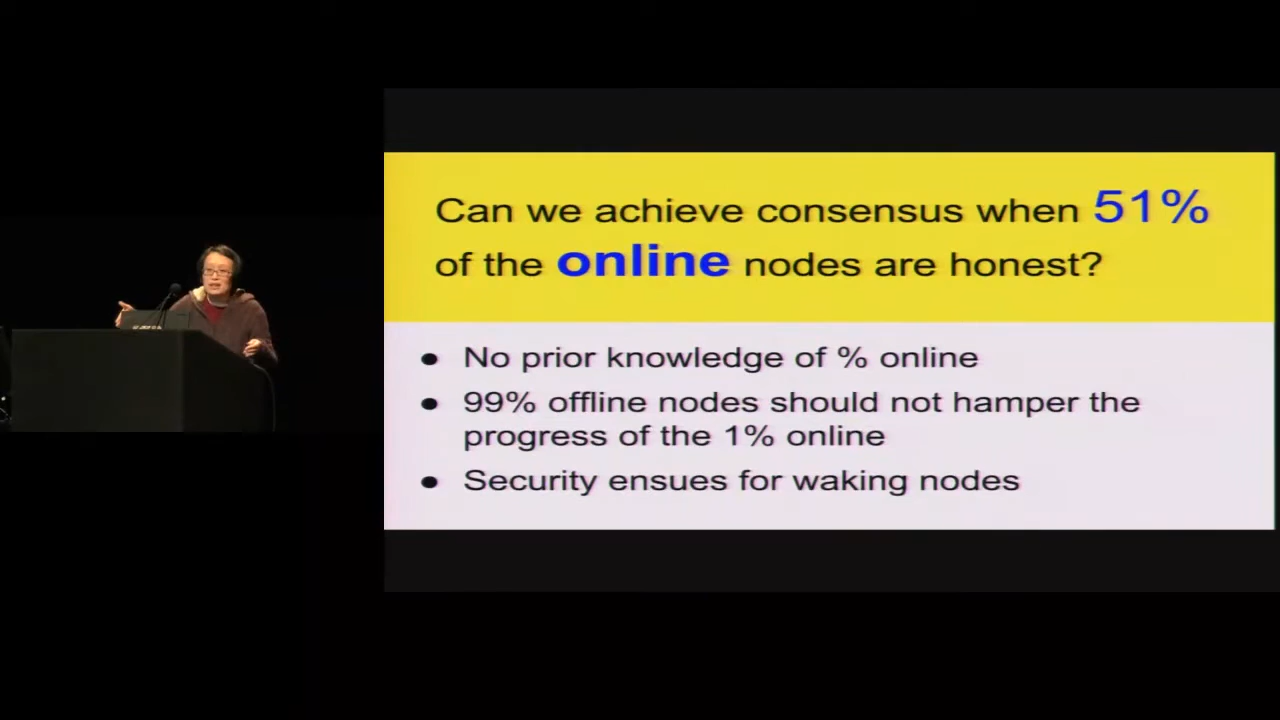 Can we achieve consensus when 51%
of the online nodes are honest?
● No prior knowledge of % online
● 99% offline nodes should not hamper the
progress of the 1% online
● Security ensues for waking nodes